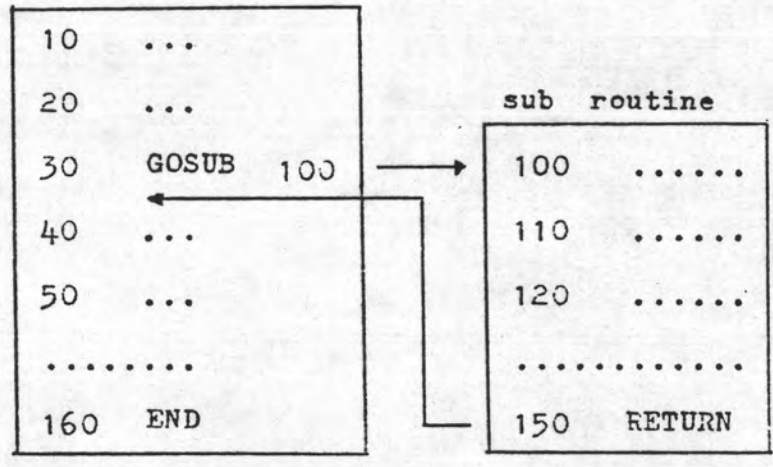 10 ...
20 ...
30 GOSUB 100
40 ...
50 ...
.......
160 END
sub routine
100 ......
110 ......
120 ......
............
150 RETURN